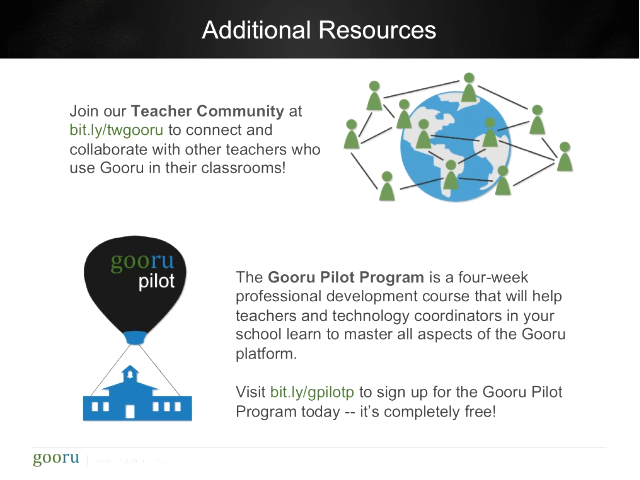 Additional Resources
Join our Teacher Community at
bit.ly/twgooru to connect and
collaborate with other teachers who
use Gooru in their classrooms!
gooru
pilot
The Gooru Pilot Program is a four-week
professional development course that will help
teachers and technology coordinators in your
school learn to master all aspects of the Gooru
platform.
Visit bit.ly/gpilotp to sign up for the Gooru Pilot
Program today -- it's completely free!
gooru |